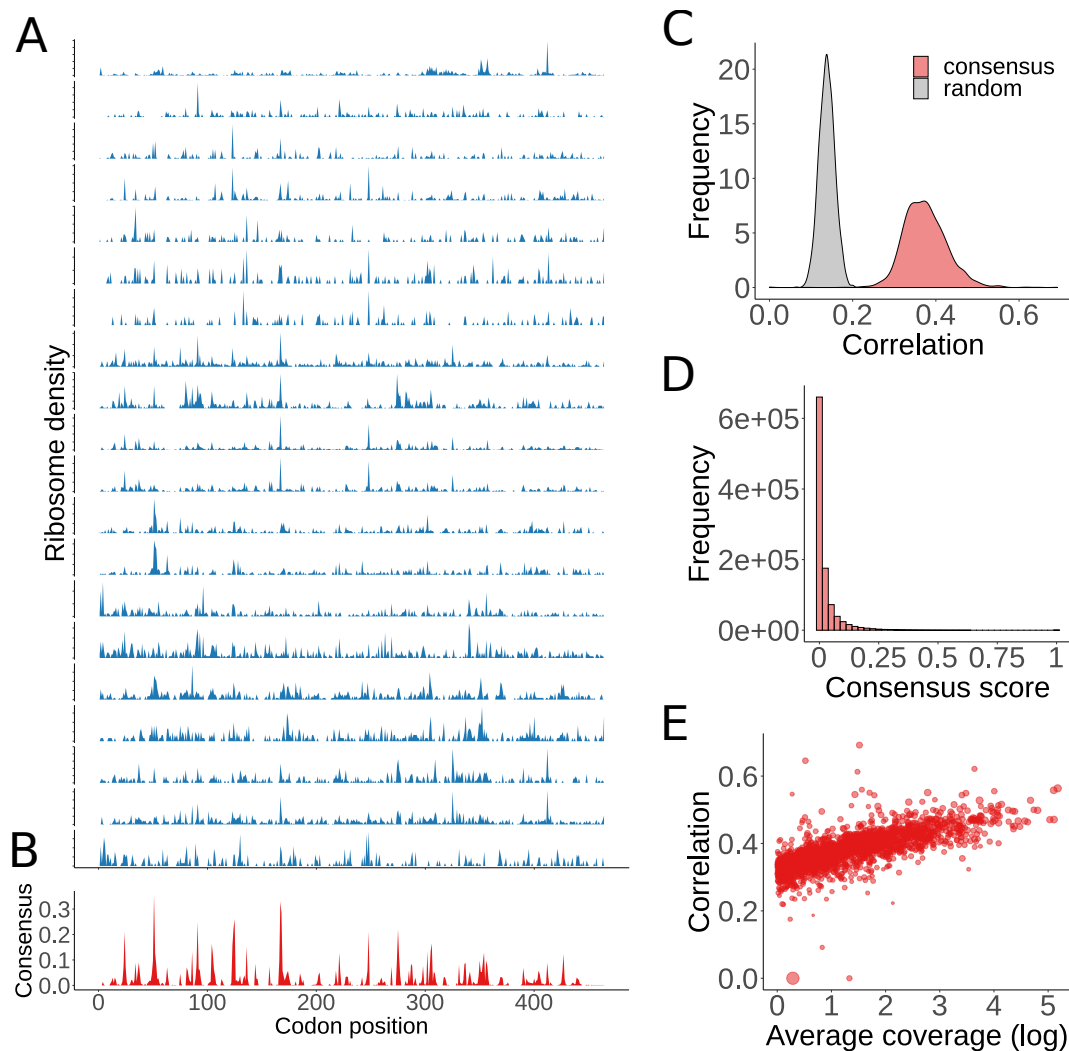 A
Ribosome density
B
Consensus
0.3
0.2
0.1
0.0
0 100 200 300 400
Codon position
C
Frequency
20
15
10
5
0
consensus
random
0.0 0.2 0.4 0.6
Correlation
D
Frequency
6e+05
4e+05
2e+05
0e+00
0 0.25 0.5 0.75 1
Consensus score
E
Correlation
0.6
0.4
0.2
0.0
0 1 2 3 4 5
Average coverage (log)